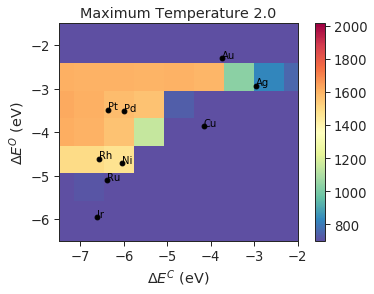 Maximum Temperature 2.0
ΔE^O (eV)
−2
−3
−4
−5
−6
Au
Ag
Pt
Pd
Cu
Rh
Ni
Ru
Ir
−7 −6 −5 −4 −3 −2
ΔE^C (eV)
2000
1800
1600
1400
1200
1000
800